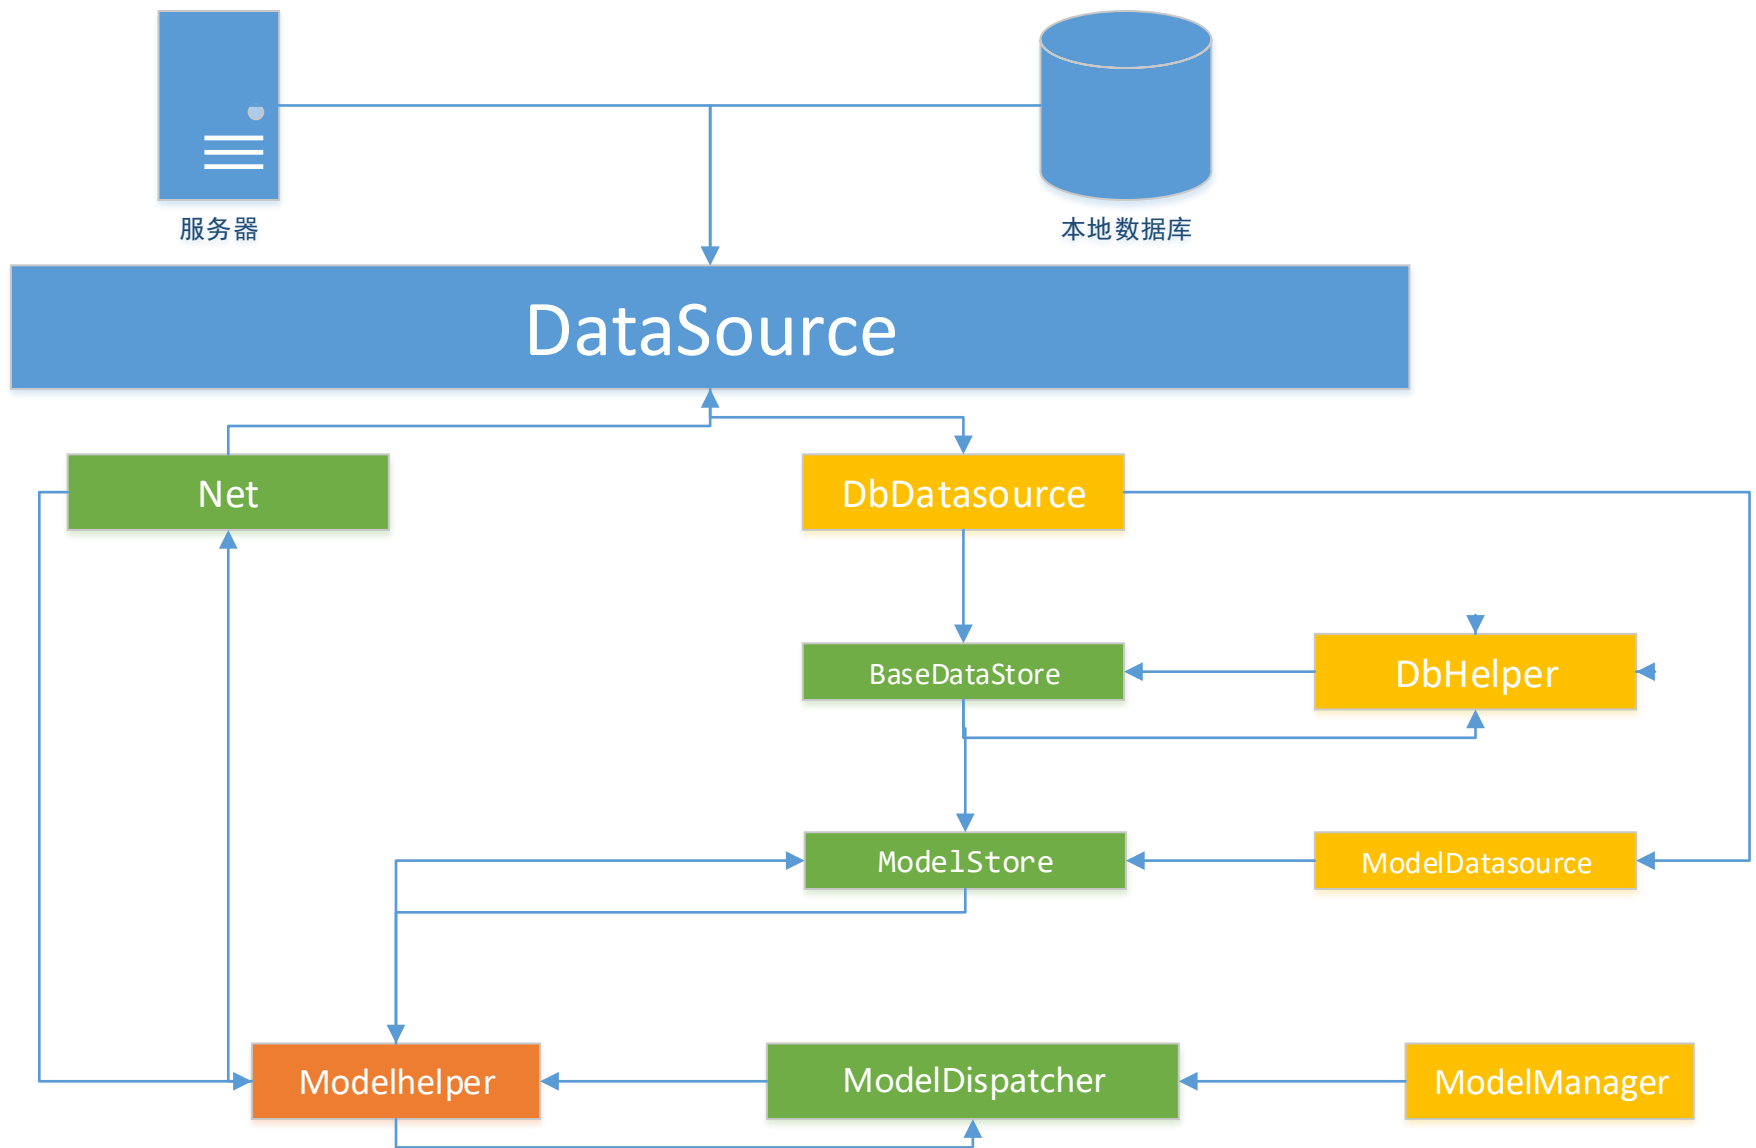 服务器
本地数据库
DataSource
Net
DbDatasource
BaseDataStore
DbHelper
ModelStore
ModelDatasource
Modelhelper
ModelDispatcher
ModelManager